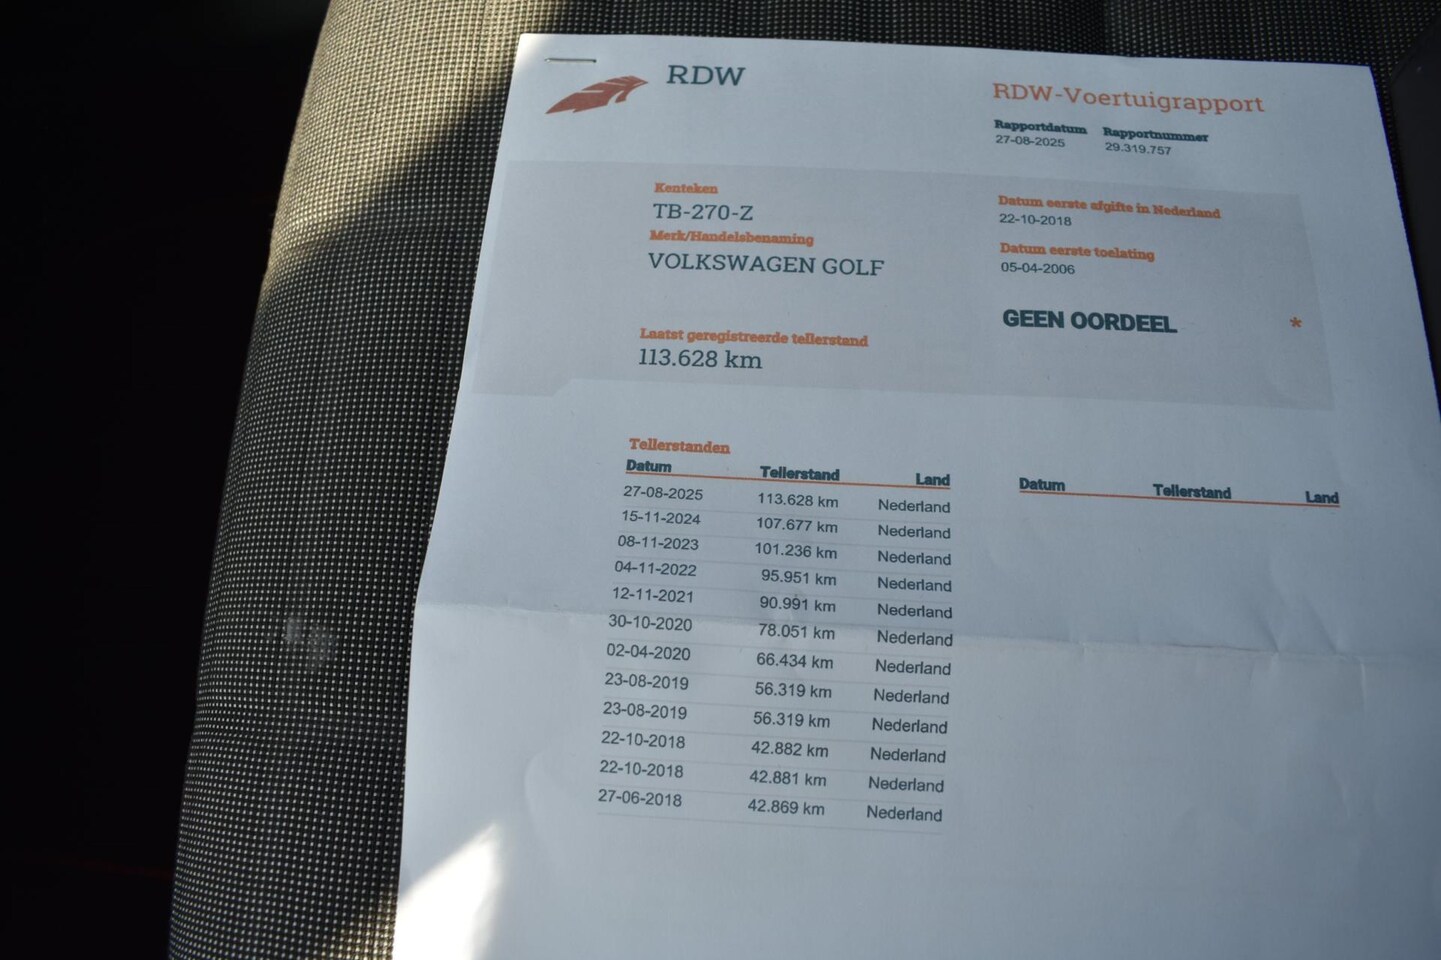 RDW
RDW-Voertuigrapport
Rapportdatum Rapportnummer
27-08-2025 29.319.757
Kenteken
TB-270-Z
Merk/Handelsbenaming
VOLKSWAGEN GOLF
Datum eerste afgifte in Nederland
22-10-2018
Datum eerste toelating
05-04-2006
Laatst geregistreerde tellerstand
113.628 km
GEEN OORDEEL *
Tellerstanden
Datum Tellerstand Land
27-08-2025 113.628 km Nederland
15-11-2024 107.677 km Nederland
08-11-2023 101.236 km Nederland
04-11-2022 95.951 km Nederland
12-11-2021 90.991 km Nederland
30-10-2020 78.051 km Nederland
02-04-2020 66.434 km Nederland
23-08-2019 56.319 km Nederland
23-08-2019 56.319 km Nederland
22-10-2018 42.882 km Nederland
22-10-2018 42.881 km Nederland
27-06-2018 42.869 km Nederland
Datum Tellerstand Land